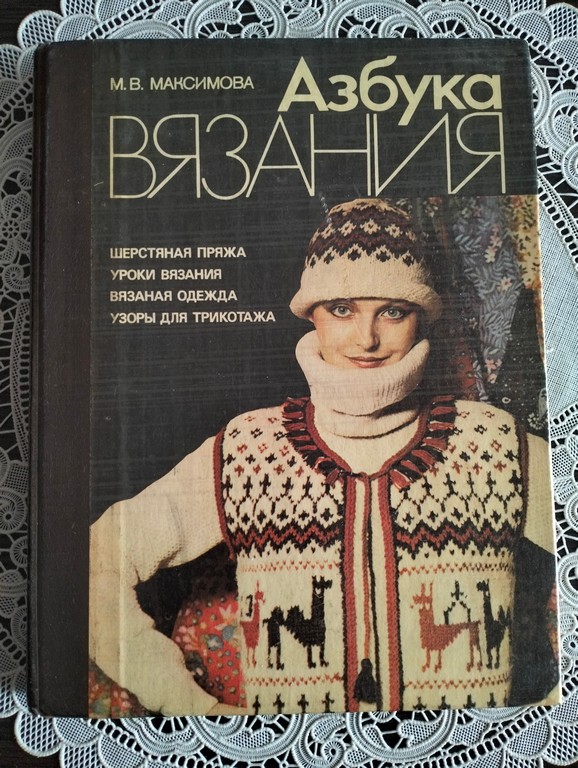 М.В. МАКСИМОВА
Азбука
ВЯЗАНИЯ
ШЕРСТЯНАЯ ПРЯЖА
УРОКИ ВЯЗАНИЯ
ВЯЗАНАЯ ОДЕЖДА
УЗОРЫ ДЛЯ ТРИКОТАЖА